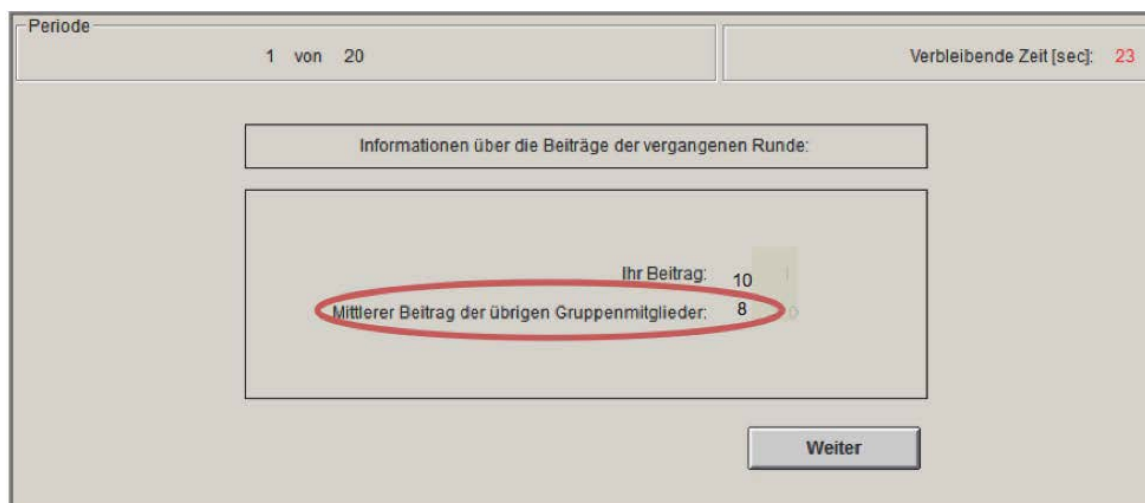 Periode
1 von 20
Verbleibende Zeit [sec]: 23
Informationen über die Beiträge der vergangenen Runde:
Ihr Beitrag: 10
Mittlerer Beitrag der übrigen Gruppenmitglieder: 8
Weiter